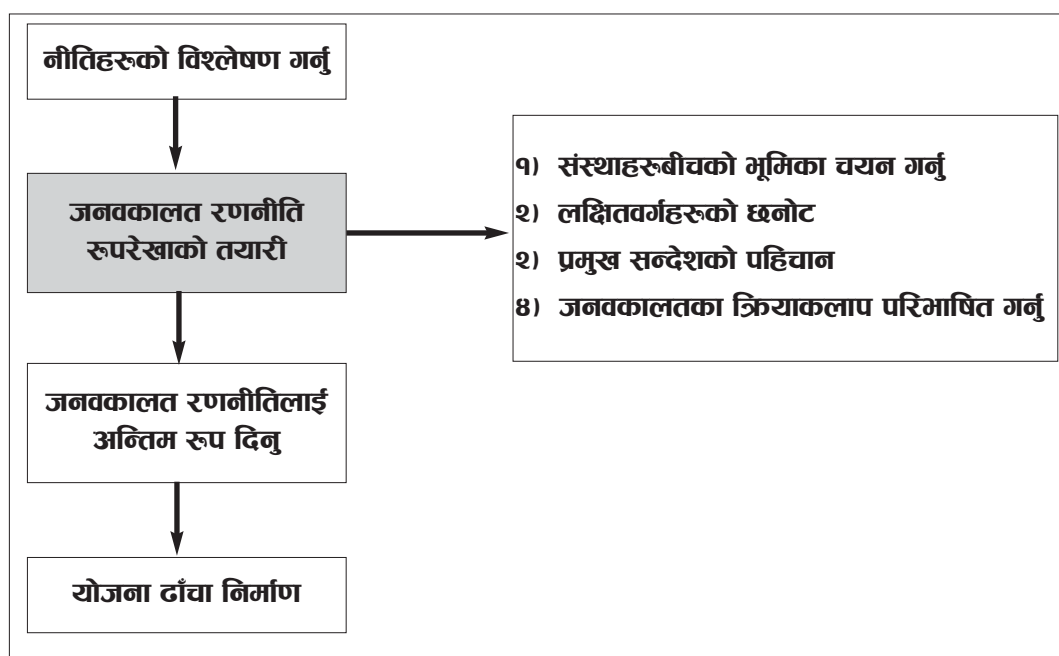 नीतिहरुको विश्लेषण गर्नु
जनवकालत रणनीति
रुपरेखाको तयारी
१) संस्थाहरुबीचको भूमिका चयन गर्नु
२) लक्षितवर्गहरुको छनोट
२) प्रमुख सन्देशको पहिचान
४) जनवकालतका क्रियाकलाप परिभाषित गर्नु
जनवकालत रणनीतिलाई
अन्तिम रुप दिनु
योजना ढाँचा निर्माण